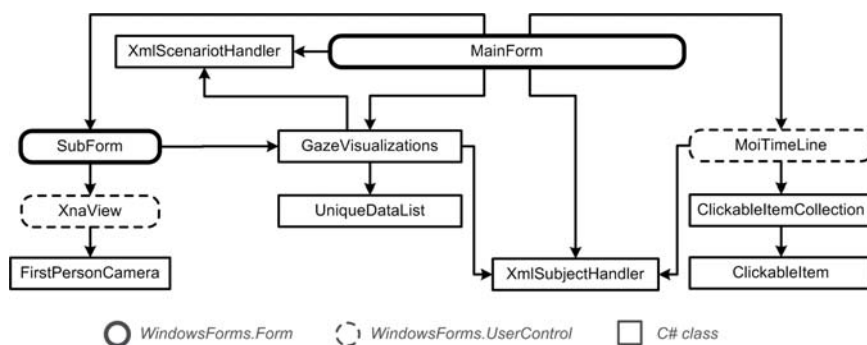 XmlScenariotHandler
MainForm
SubForm
GazeVisualizations
MoiTimeLine
XnaView
UniqueDataList
ClickableItemCollection
FirstPersonCamera
XmlSubjectHandler
ClickableItem
WindowsForms.Form
WindowsForms.UserControl
C# class